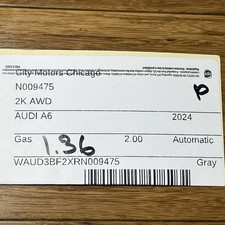 City Motors Chicago
N009475
P
2K AWD
AUDI A6 2024
Gas 1.36 2.00 Automatic
WAUD3BF2XRN009475
Gray